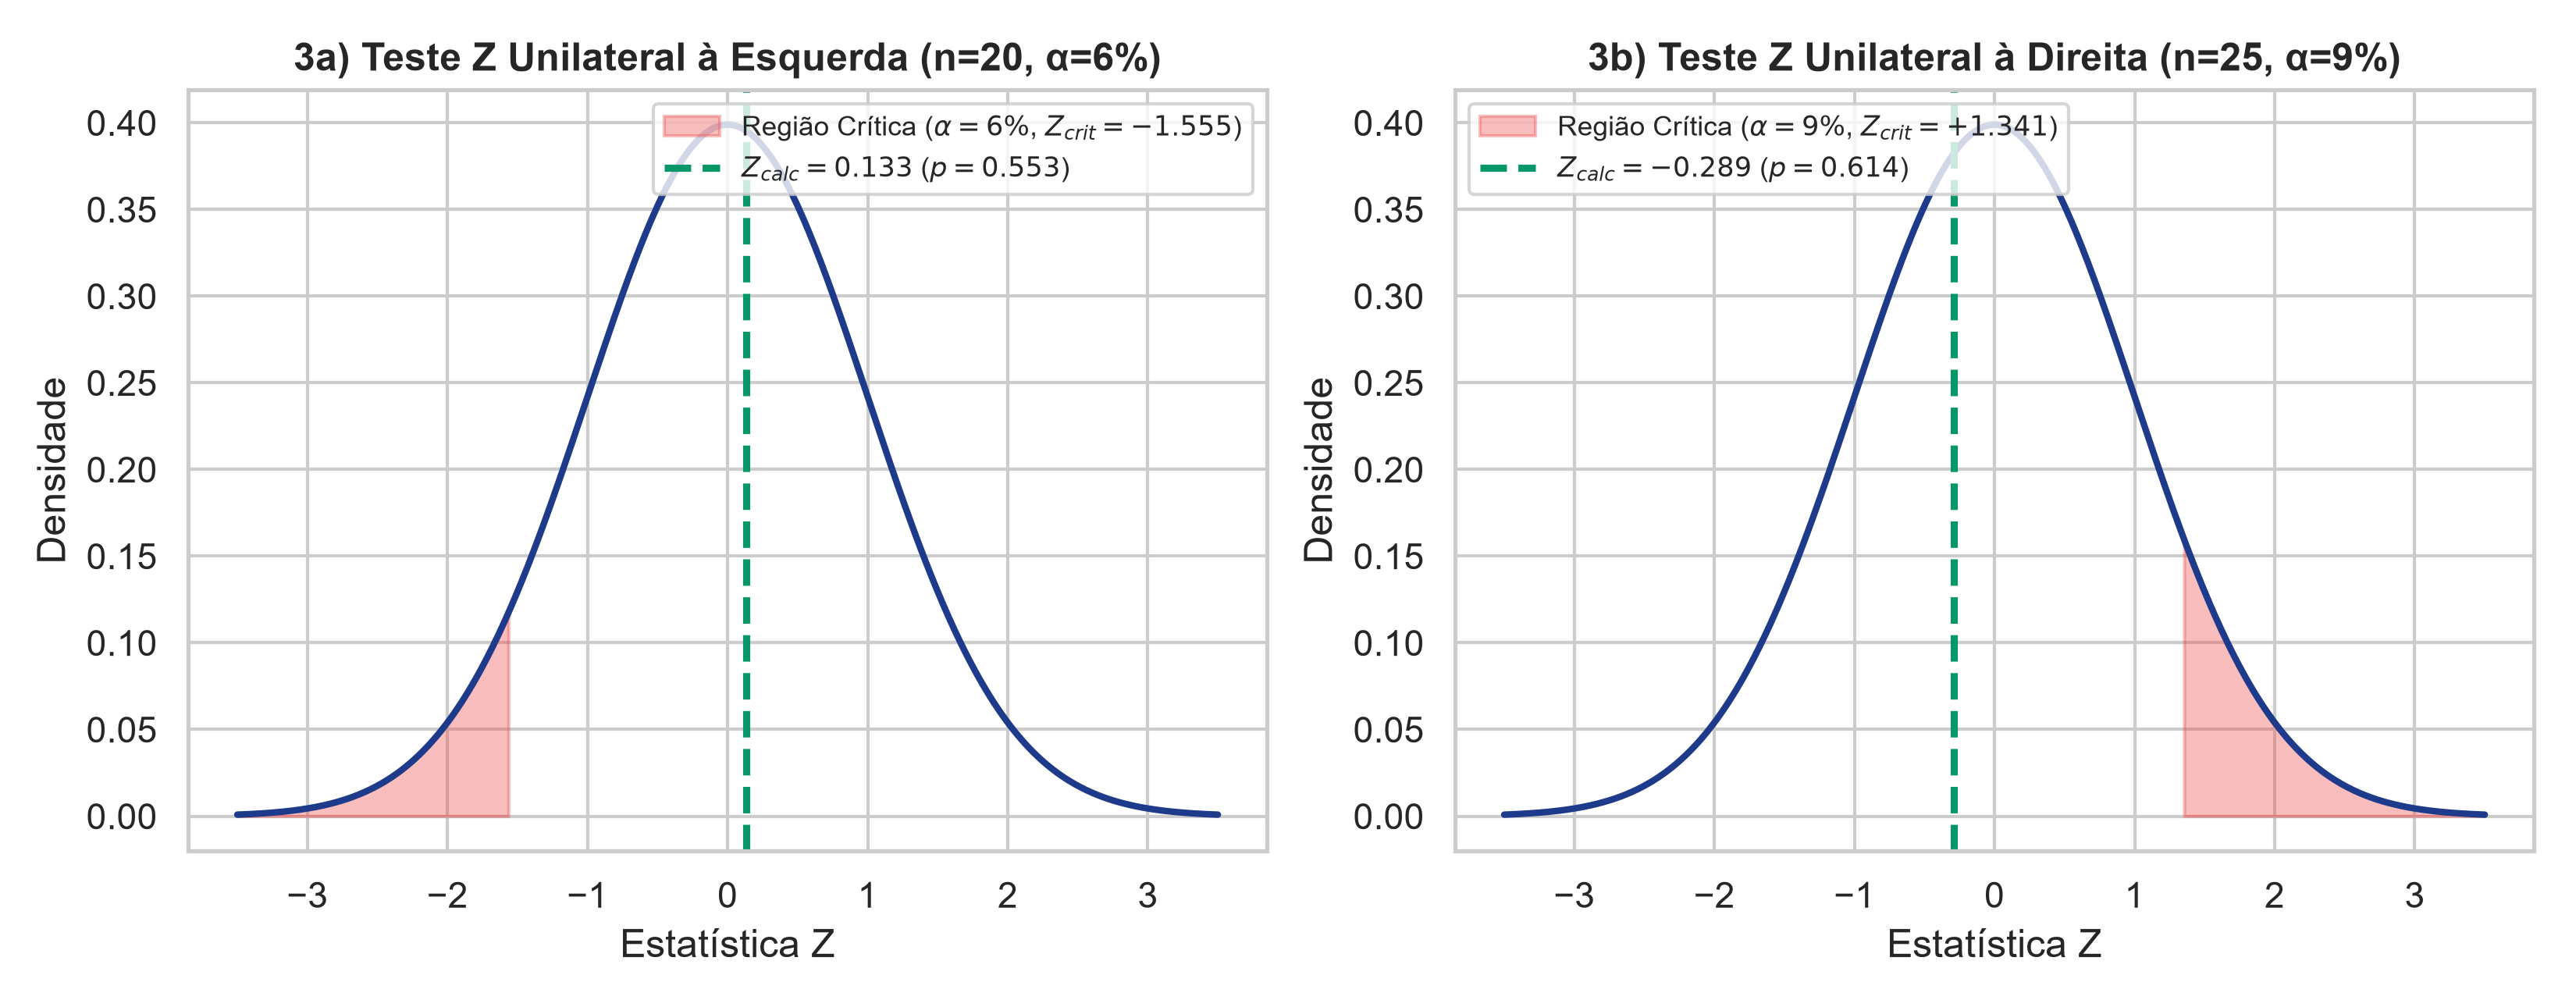 3a) Teste Z Unilateral à Esquerda (n=20, α=6%)
Região Crítica (α = 6%, Z_crit = −1.555)
Z_calc = 0.133 (p = 0.553)
0.40
0.35
0.30
0.25
0.20
0.15
0.10
0.05
0.00
Densidade
−3 −2 −1 0 1 2 3
Estatística Z
3b) Teste Z Unilateral à Direita (n=25, α=9%)
Região Crítica (α = 9%, Z_crit = +1.341)
Z_calc = −0.289 (p = 0.614)
0.40
0.35
0.30
0.25
0.20
0.15
0.10
0.05
0.00
Densidade
−3 −2 −1 0 1 2 3
Estatística Z